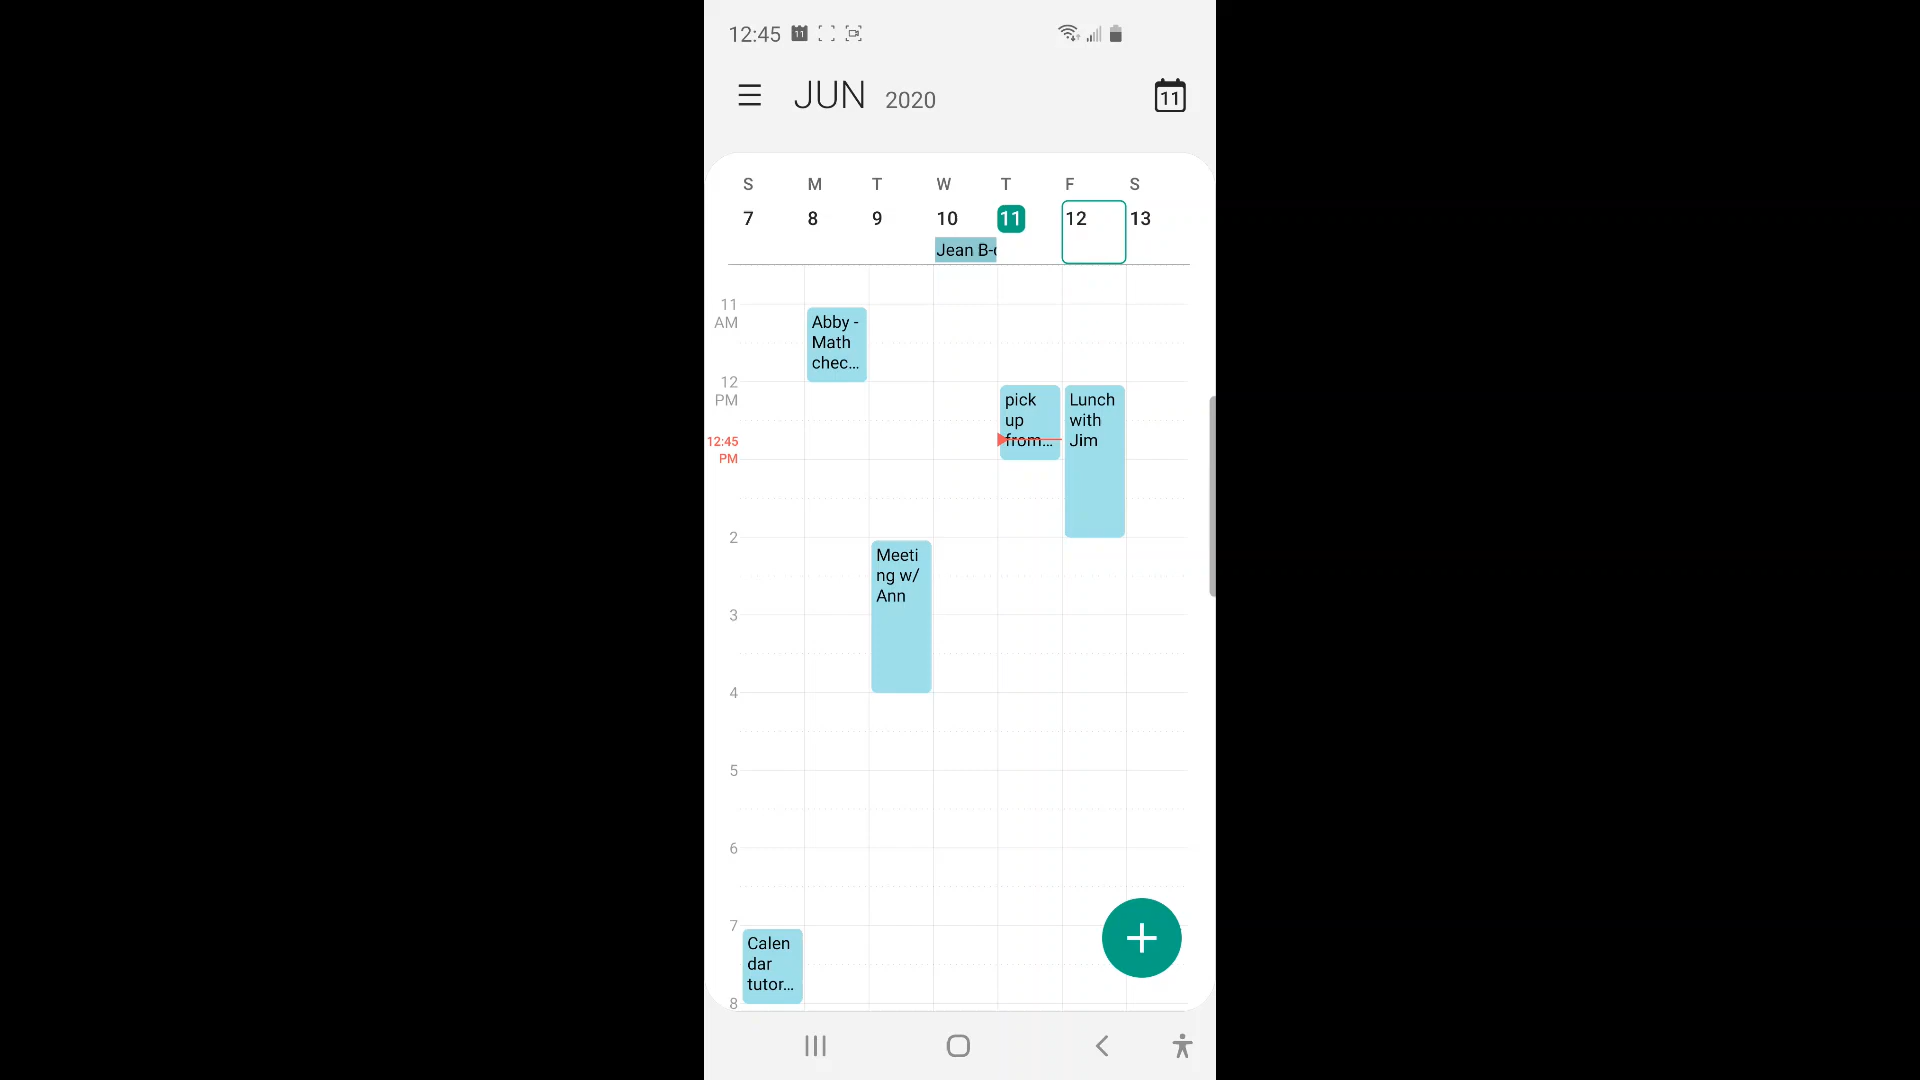 12:45 11
JUN 2020
11
S M T W T F S
7 8 9 10 11 12 13
Jean B-
11
AM
Abby -
Math
chec...
12
PM
pick
up
from...
Lunch
with
Jim
12:45
PM
2
Meeti
ng w/
Ann
3
4
5
6
7
Calen
dar
tutor...
8